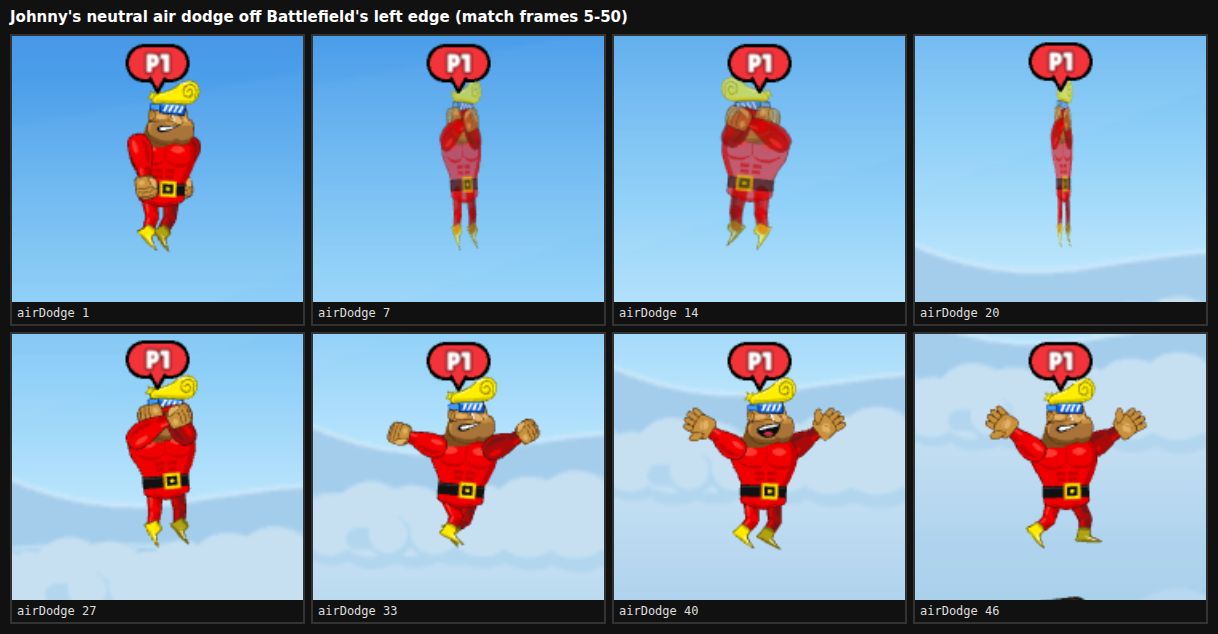 Johnny's neutral air dodge off Battlefield's left edge (match frames 5-50)
P1
P1
P1
P1
airDodge 1
airDodge 7
airDodge 14
airDodge 20
P1
P1
P1
P1
airDodge 27
airDodge 33
airDodge 40
airDodge 46